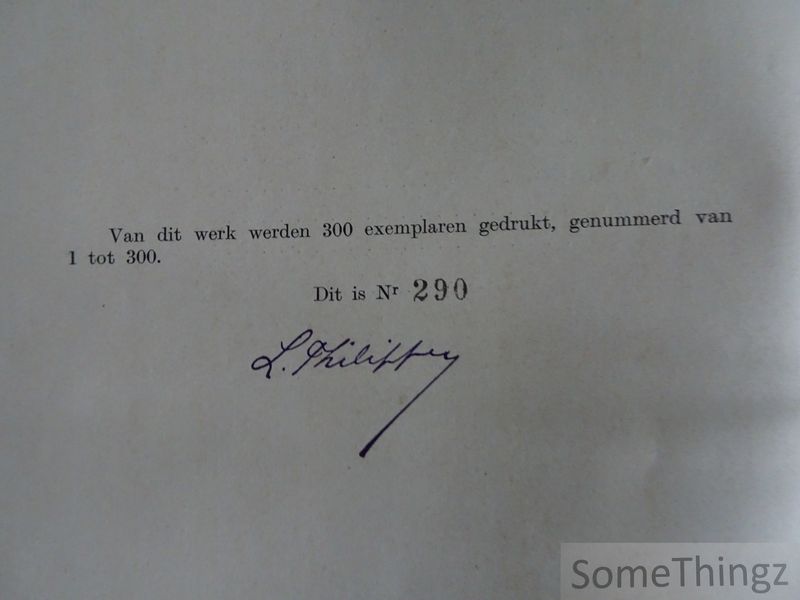 Van dit werk werden 300 exemplaren gedrukt, genummerd van
1 tot 300.
Dit is Nr 290
L. Philippen
SomeThingz